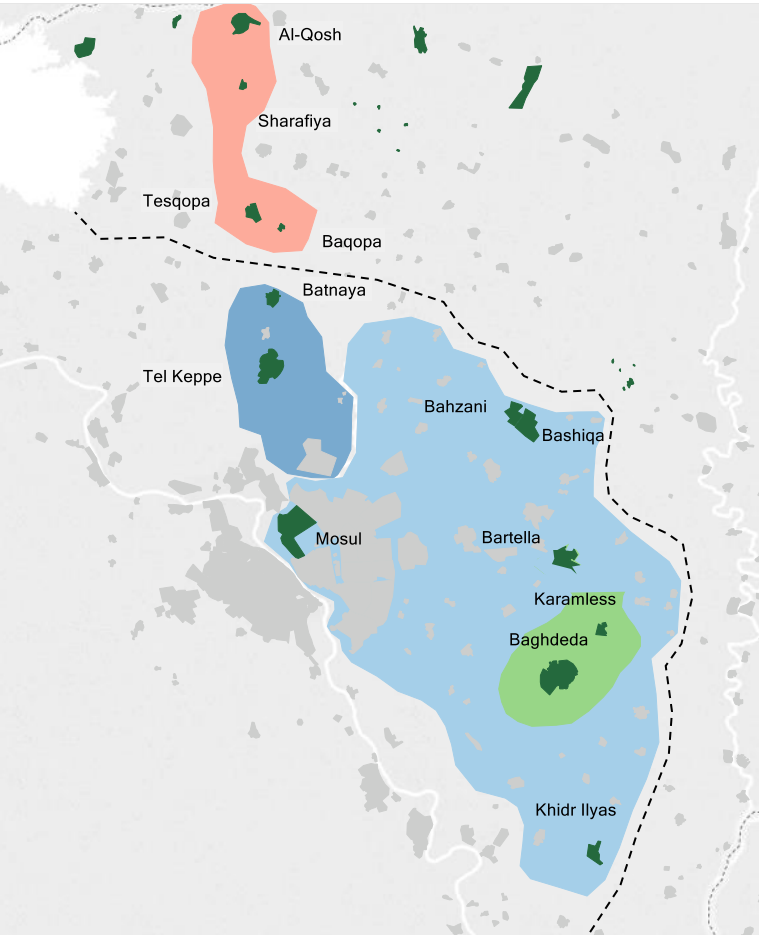 Al-Qosh
Sharafiya
Tesqopa
Baqopa
Batnaya
Tel Keppe
Bahzani
Bashiqa
Mosul
Bartella
Karamless
Baghdeda
Khidr Ilyas